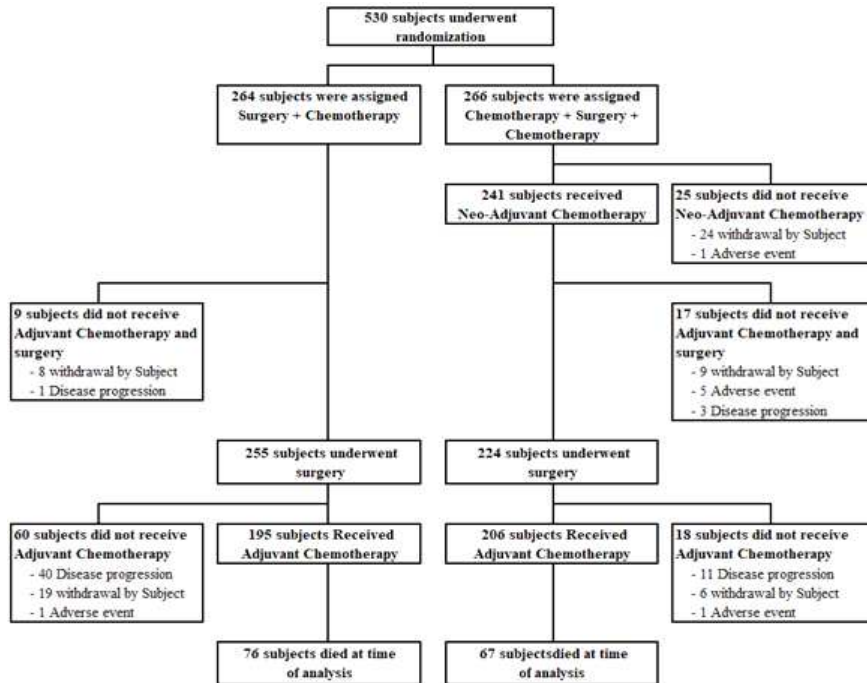 530 subjects underwent
randomization
264 subjects were assigned
Surgery + Chemotherapy
266 subjects were assigned
Chemotherapy + Surgery +
Chemotherapy
241 subjects received
Neo-Adjuvant Chemotherapy
25 subjects did not receive
Neo-Adjuvant Chemotherapy
- 24 withdrawal by Subject
- 1 Adverse event
9 subjects did not receive
Adjuvant Chemotherapy and
surgery
- 8 withdrawal by Subject
- 1 Disease progression
17 subjects did not receive
Adjuvant Chemotherapy and
surgery
- 9 withdrawal by Subject
- 5 Adverse event
- 3 Disease progression
255 subjects underwent
surgery
224 subjects underwent
surgery
60 subjects did not receive
Adjuvant Chemotherapy
- 40 Disease progression
- 19 withdrawal by Subject
- 1 Adverse event
195 subjects Received
Adjuvant Chemotherapy
206 subjects Received
Adjuvant Chemotherapy
18 subjects did not receive
Adjuvant Chemotherapy
- 11 Disease progression
- 6 withdrawal by Subject
- 1 Adverse event
76 subjects died at time
of analysis
67 subjectsdied at time
of analysis